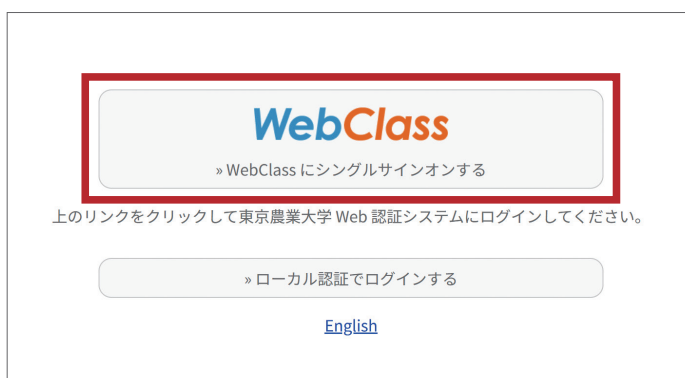 WebClass
» WebClass にシングルサインオンする
上のリンクをクリックして東京農業大学 Web 認証システムにログインしてください。
» ローカル認証でログインする
English